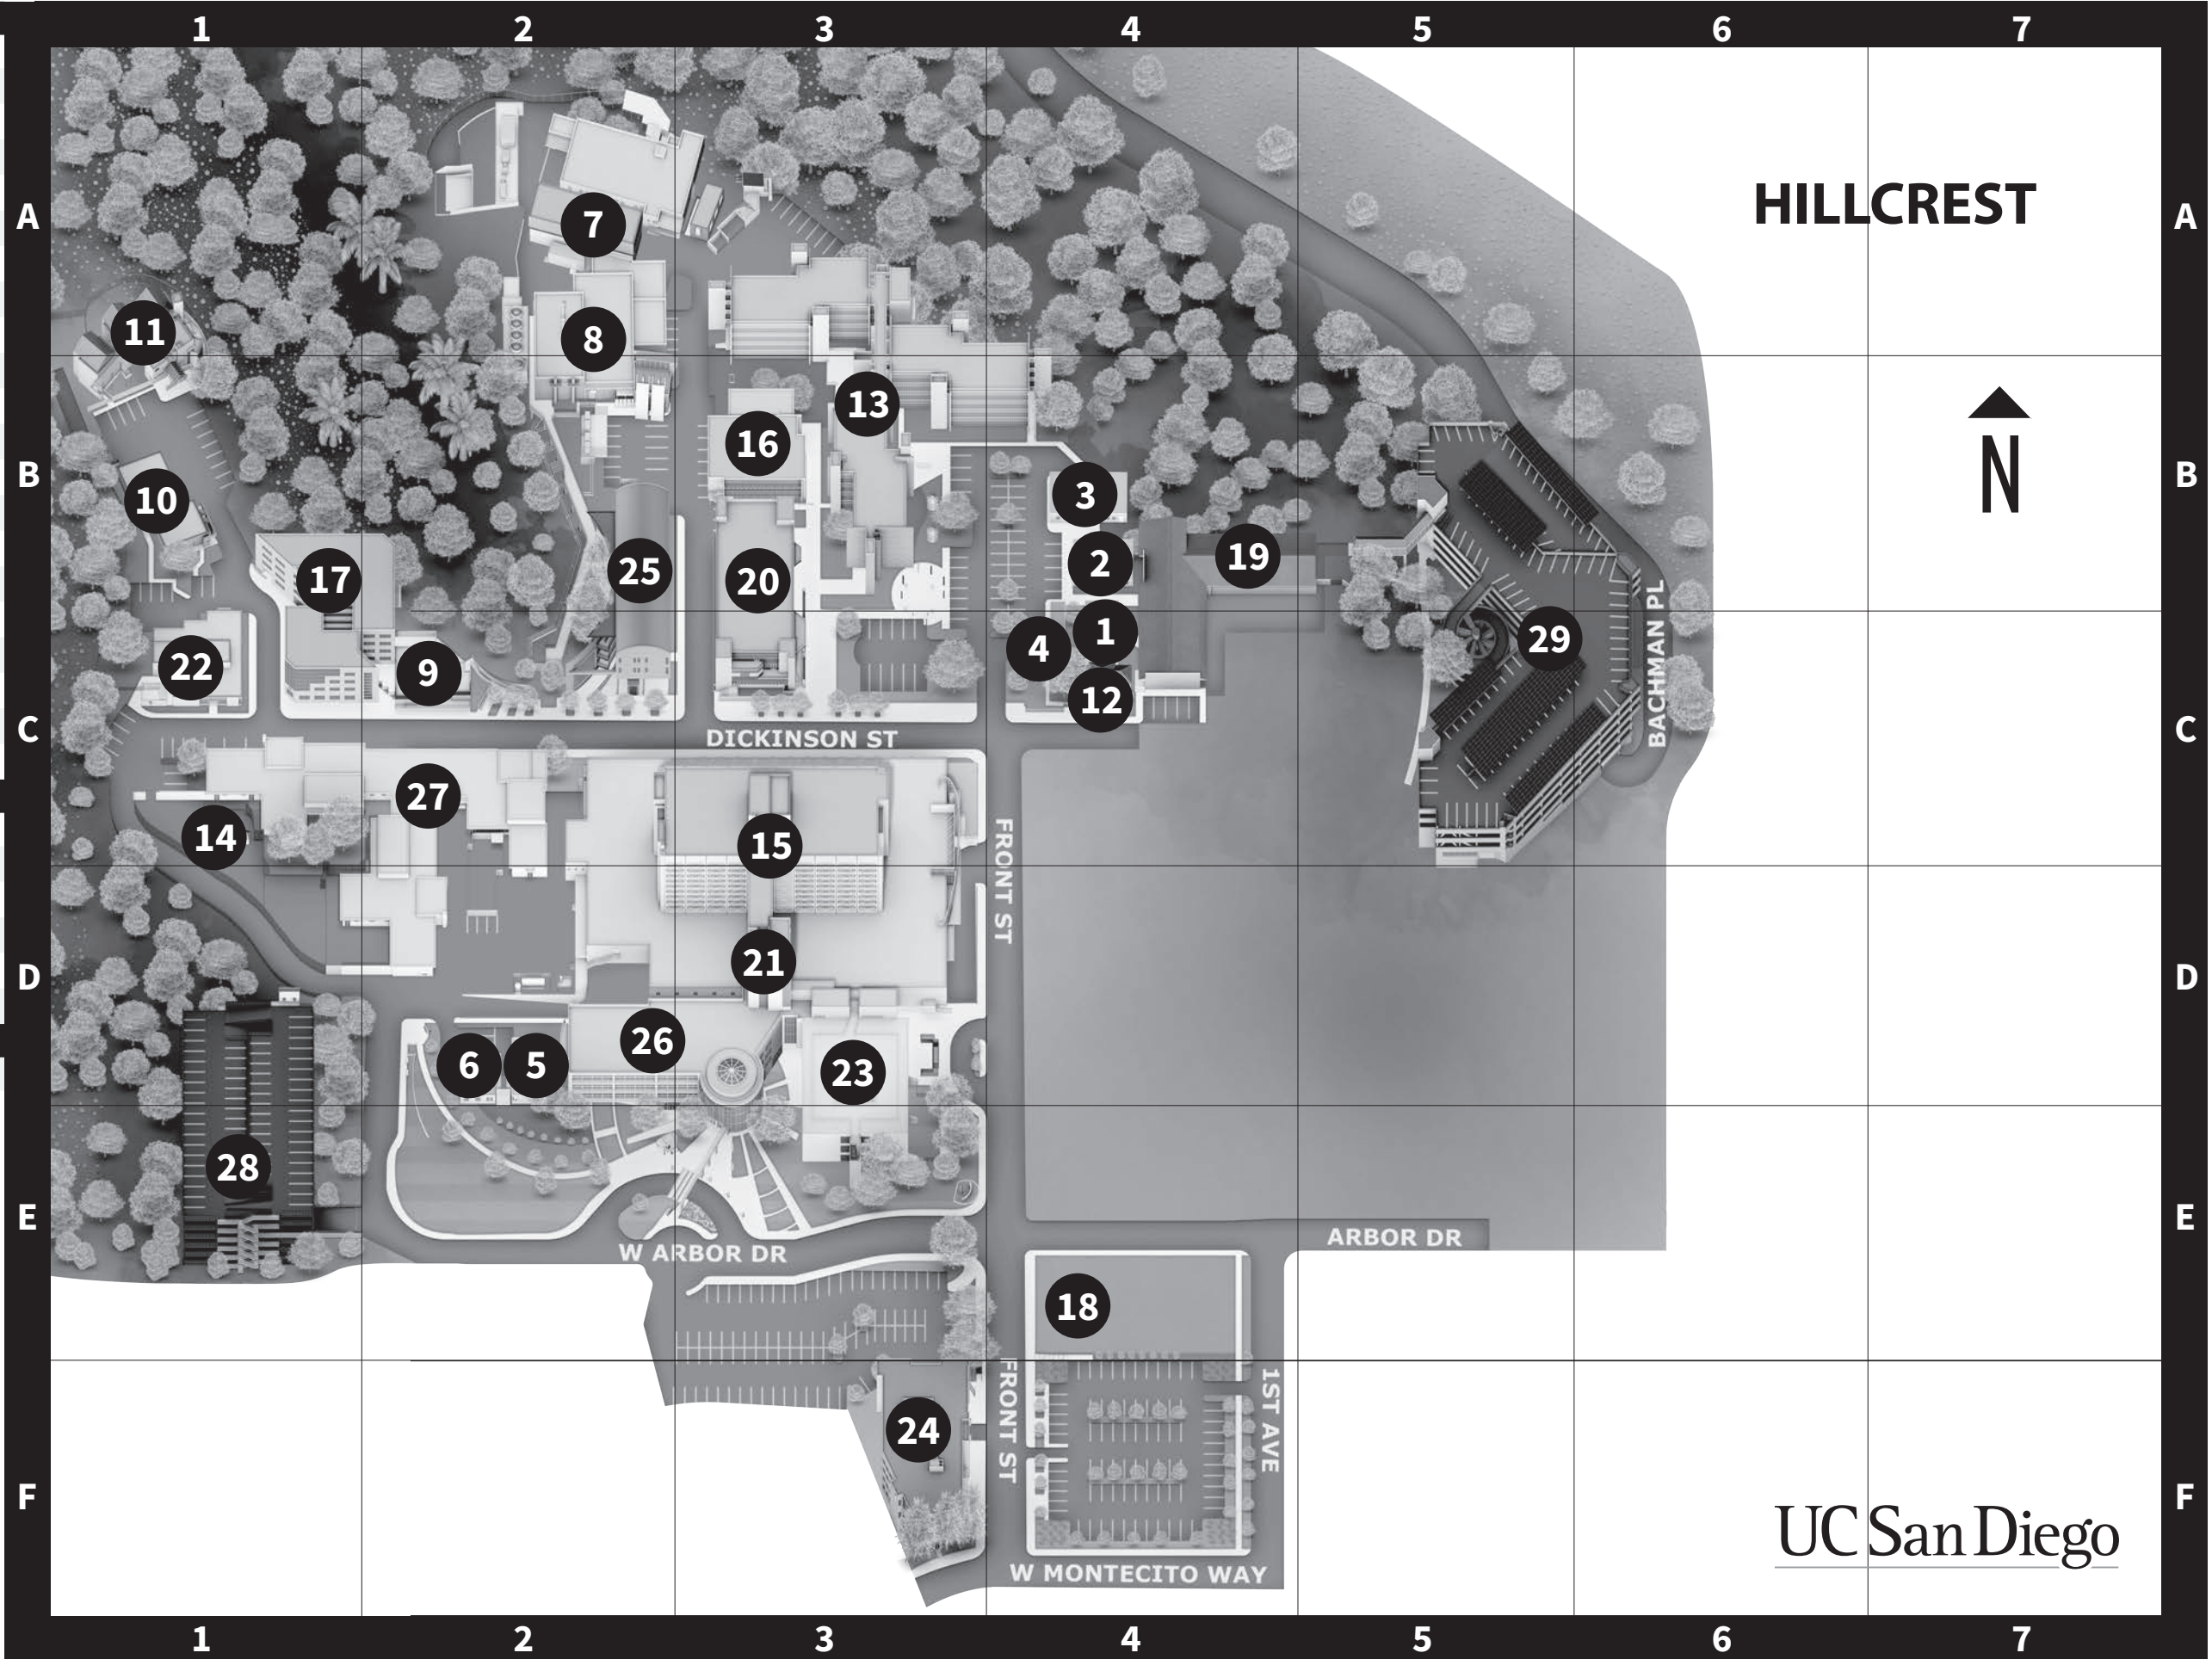 1 2 3 4 5 6 7
HILLCREST
A 7 A
11 8
13
16
N
B 10 3 B
2 19
17 25 20
1
22 9 4 29
12
BACHMAN PL
C DICKINSON ST C
27
14 15
FRONT ST
D 21 D
26
6 5 23
28
E E
W ARBOR DR ARBOR DR
18
FRONT ST 1ST AVE
24
F F
UC San Diego
W MONTECITO WAY
1 2 3 4 5 6 7